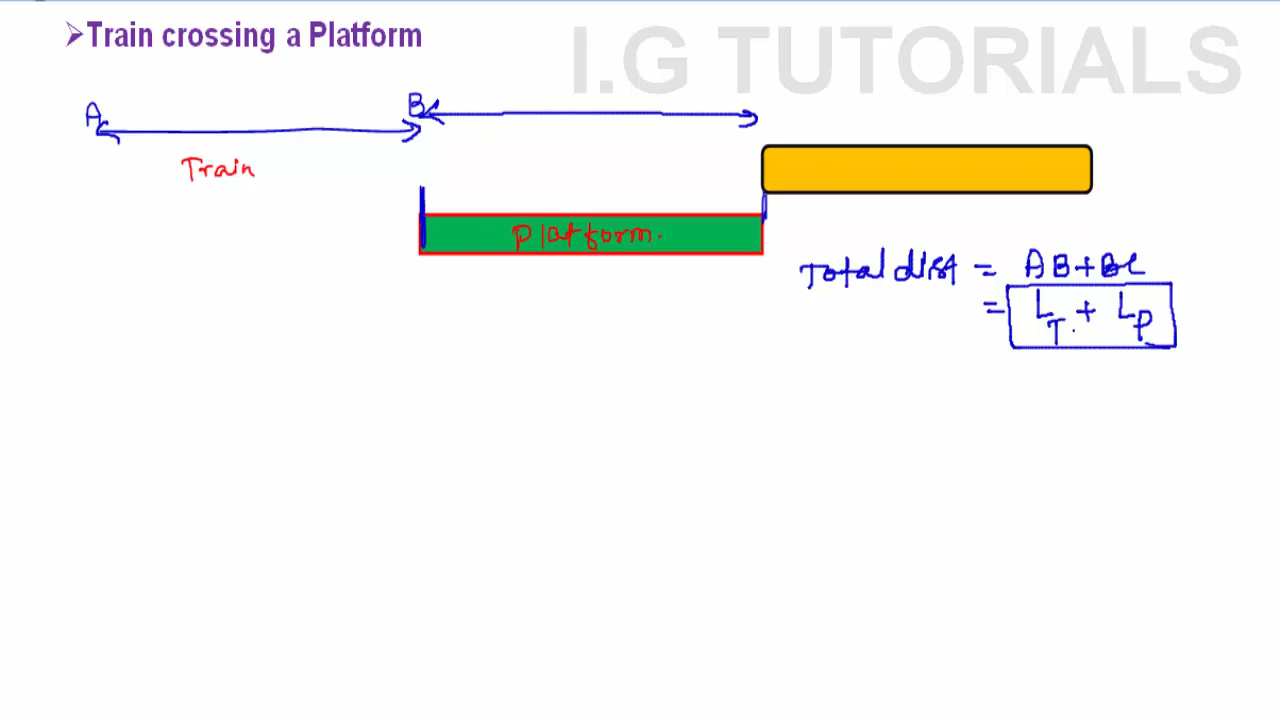 ➢Train crossing a Platform
I.G TUTORIALS
A
B
Train
Platform.
Total dist = AB+BC
= LT + LP